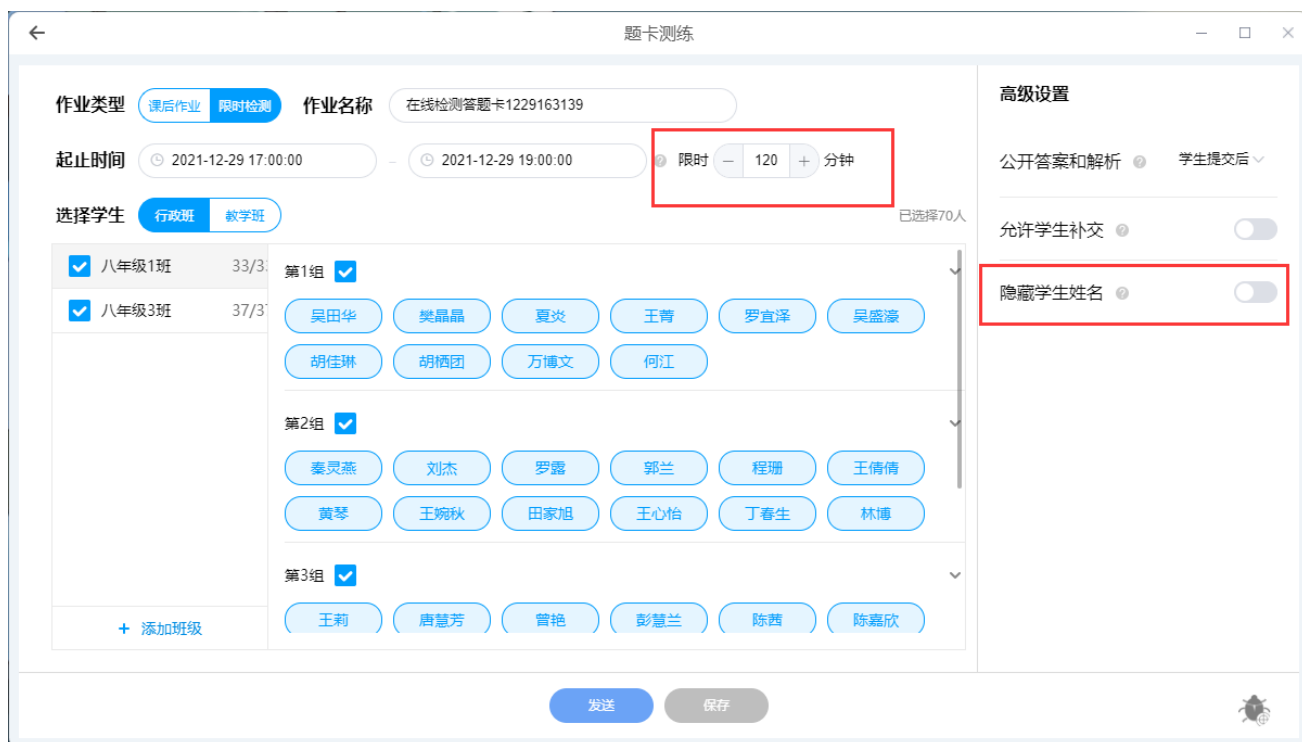 题卡测练
作业类型 课后作业 限时检测 作业名称 在线检测答题卡1229163139
起止时间 2021-12-29 17:00:00 - 2021-12-29 19:00:00 限时 - 120 + 分钟
选择学生 行政班 教学班 已选择70人
八年级1班 33/33
八年级3班 37/37
+ 添加班级
第1组
吴田华 樊晶晶 夏炎 王菁 罗宜泽 吴盛濠
胡佳琳 胡栖团 万博文 何江
第2组
秦灵燕 刘杰 罗露 郭兰 程珊 王倩倩
黄琴 王婉秋 田家旭 王心怡 丁春生 林博
第3组
王莉 唐慧芳 曾艳 彭慧兰 陈茜 陈嘉欣
高级设置
公开答案和解析 学生提交后
允许学生补交
隐藏学生姓名
发送 保存